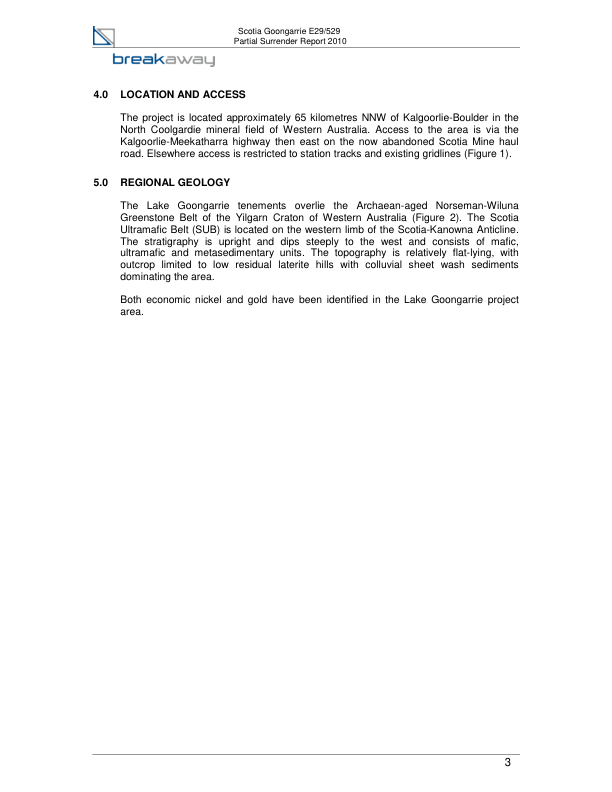 Scotia Goongarrie E29/529
Partial Surrender Report 2010
breakaway
4.0 LOCATION AND ACCESS
The project is located approximately 65 kilometres NNW of Kalgoorlie-Boulder in the
North Coolgardie mineral field of Western Australia. Access to the area is via the
Kalgoorlie-Meekatharra highway then east on the now abandoned Scotia Mine haul
road. Elsewhere access is restricted to station tracks and existing gridlines (Figure 1).
5.0 REGIONAL GEOLOGY
The Lake Goongarrie tenements overlie the Archaean-aged Norseman-Wiluna
Greenstone Belt of the Yilgarn Craton of Western Australia (Figure 2). The Scotia
Ultramafic Belt (SUB) is located on the western limb of the Scotia-Kanowna Anticline.
The stratigraphy is upright and dips steeply to the west and consists of mafic,
ultramafic and metasedimentary units. The topography is relatively flat-lying, with
outcrop limited to low residual laterite hills with colluvial sheet wash sediments
dominating the area.
Both economic nickel and gold have been identified in the Lake Goongarrie project
area.
3